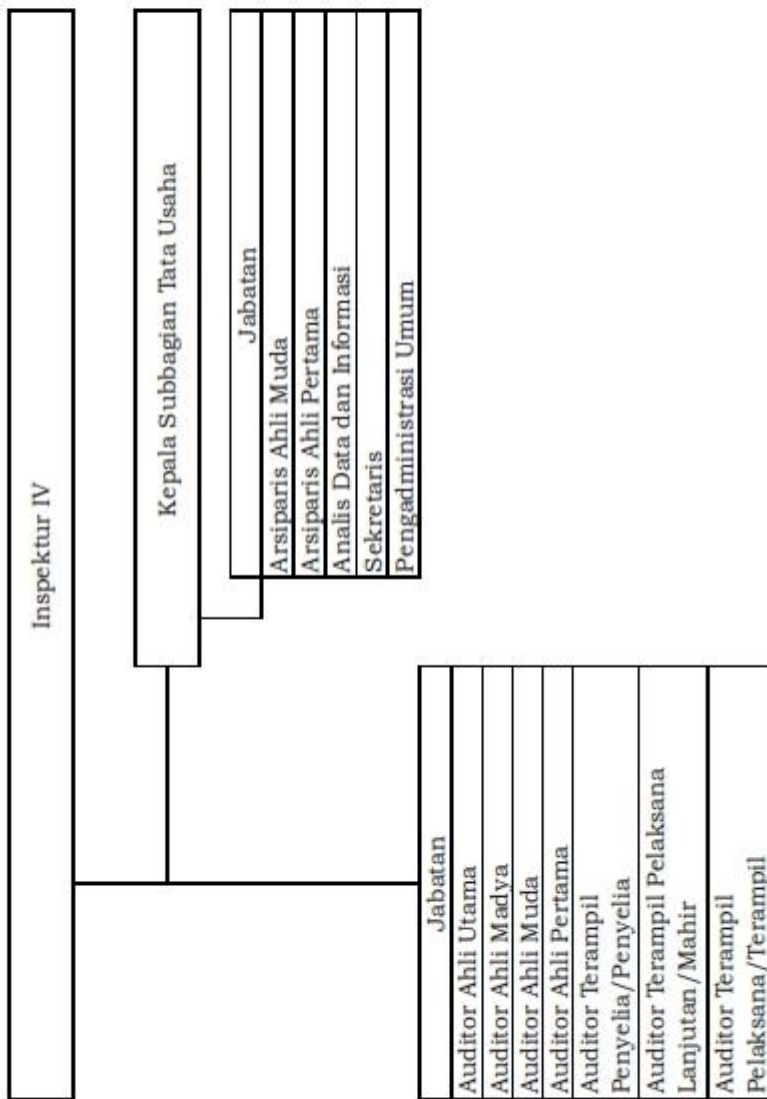 Inspektur IV
Kepala Subbagian Tata Usaha
Jabatan
Arsiparis Ahli Muda
Arsiparis Ahli Pertama
Analis Data dan Informasi
Sekretaris
Pengadministrasi Umum
Jabatan
Auditor Ahli Utama
Auditor Ahli Madya
Auditor Ahli Muda
Auditor Ahli Pertama
Auditor Terampil
Penyelia/Penyelia
Auditor Terampil Pelaksana
Lanjutan/Mahir
Auditor Terampil
Pelaksana/Terampil